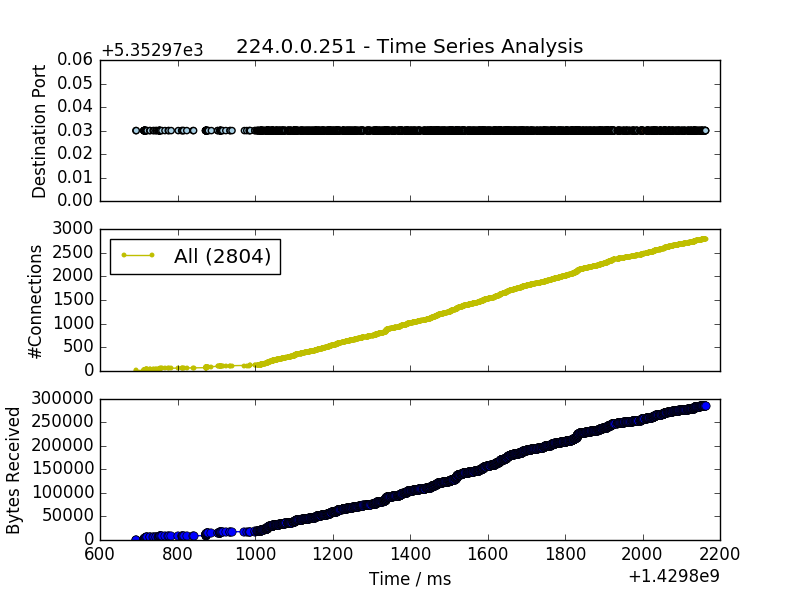 +5.35297e3
224.0.0.251 - Time Series Analysis
Destination Port
0.06
0.05
0.04
0.03
0.02
0.01
0.00
#Connections
3000
2500
2000
1500
1000
500
0
All (2804)
Bytes Received
300000
250000
200000
150000
100000
50000
0
600 800 1000 1200 1400 1600 1800 2000 2200
Time / ms
+1.4298e9